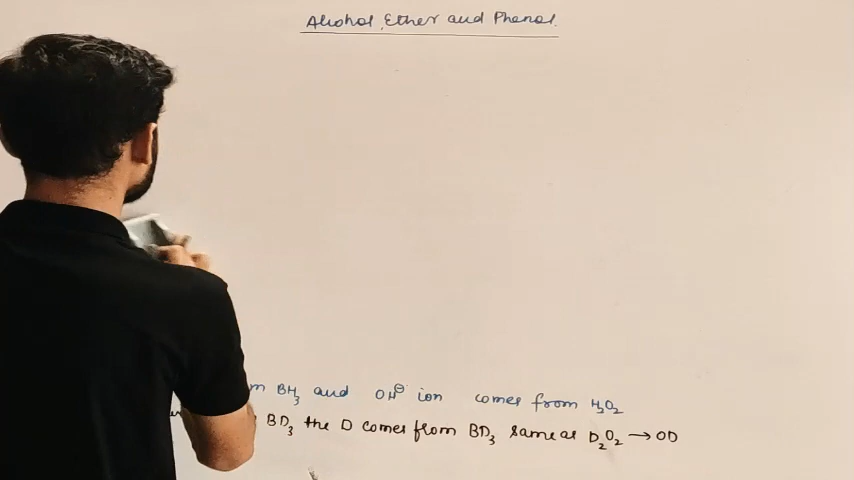 Alcohol, Ether and Phenol.
BH₃ and OH⊖ ion comes from H₂O₂
BD₃ the D comes from BD₃ same as D₂O₂ → OD